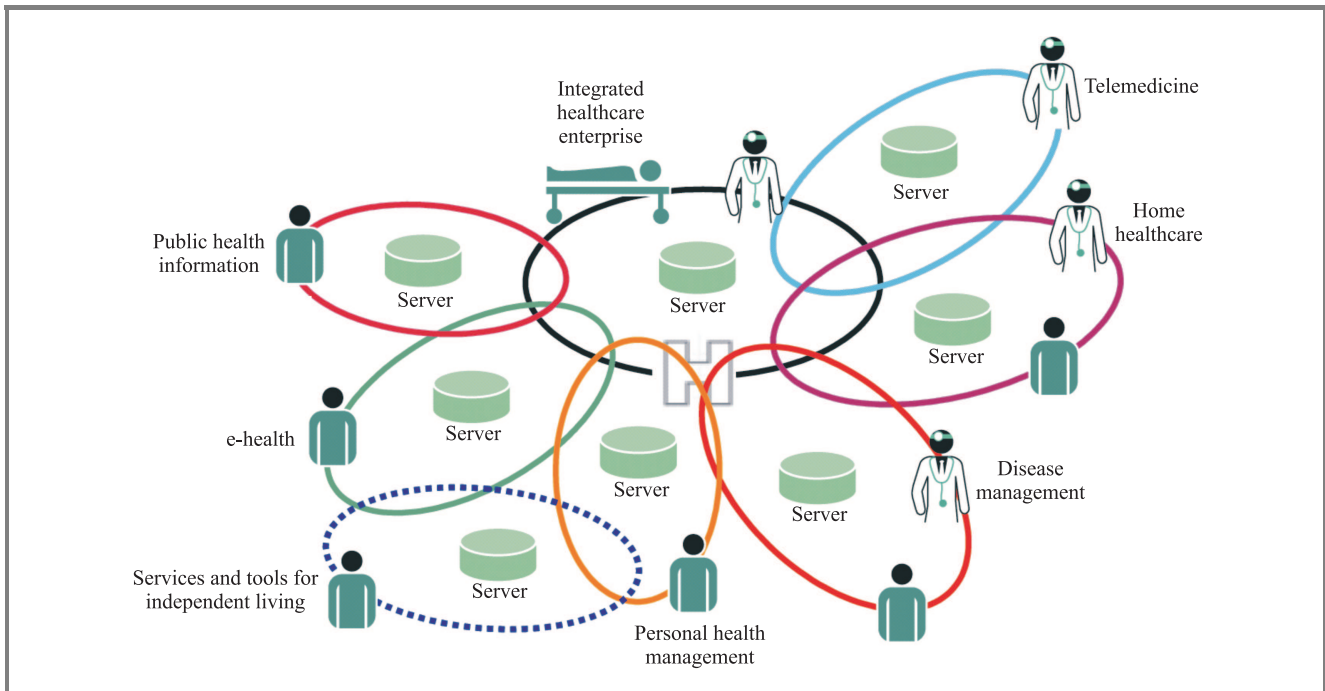 Integrated
healthcare
enterprise
Telemedicine
Server
Home
healthcare
Public health
information
Server
Server
Server
e-health
Server
Server
Server
Disease
management
Services and tools for
independent living
Server
Personal health
management